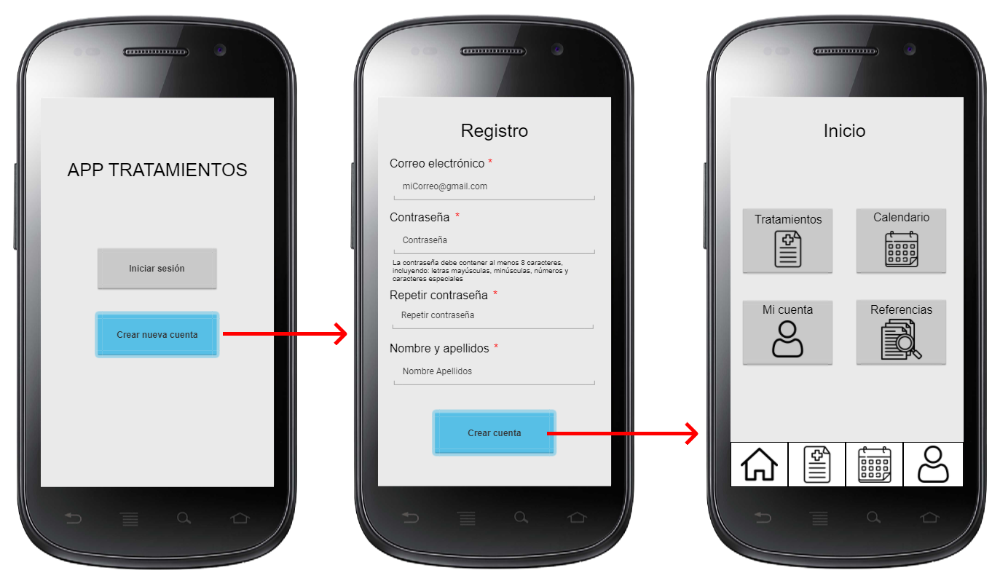 APP TRATAMIENTOS
Iniciar sesión
Crear nueva cuenta
Registro
Correo electrónico *
miCorreo@gmail.com
Contraseña *
Contraseña
La contraseña debe contener al menos 8 caracteres,
incluyendo: letras mayúsculas, minúsculas, números y
caracteres especiales
Repetir contraseña *
Repetir contraseña
Nombre y apellidos *
Nombre Apellidos
Crear cuenta
Inicio
Tratamientos
Calendario
Mi cuenta
Referencias